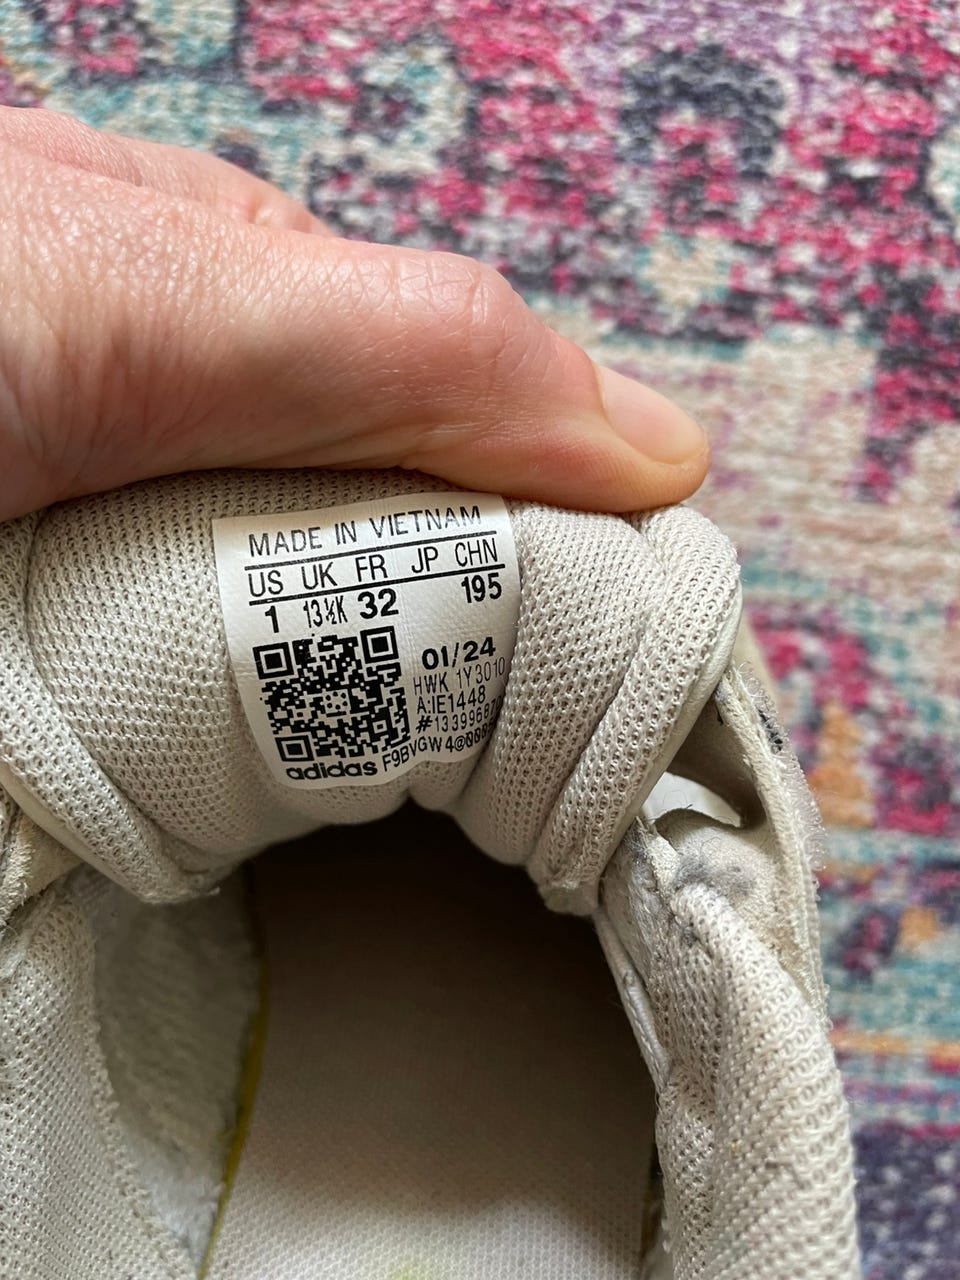 MADE IN VIETNAM
US UK FR JP CHN
1 13½K 32 195
01/24
HWK 1Y3010
A:IE1448
F9BVGW4@
adidas